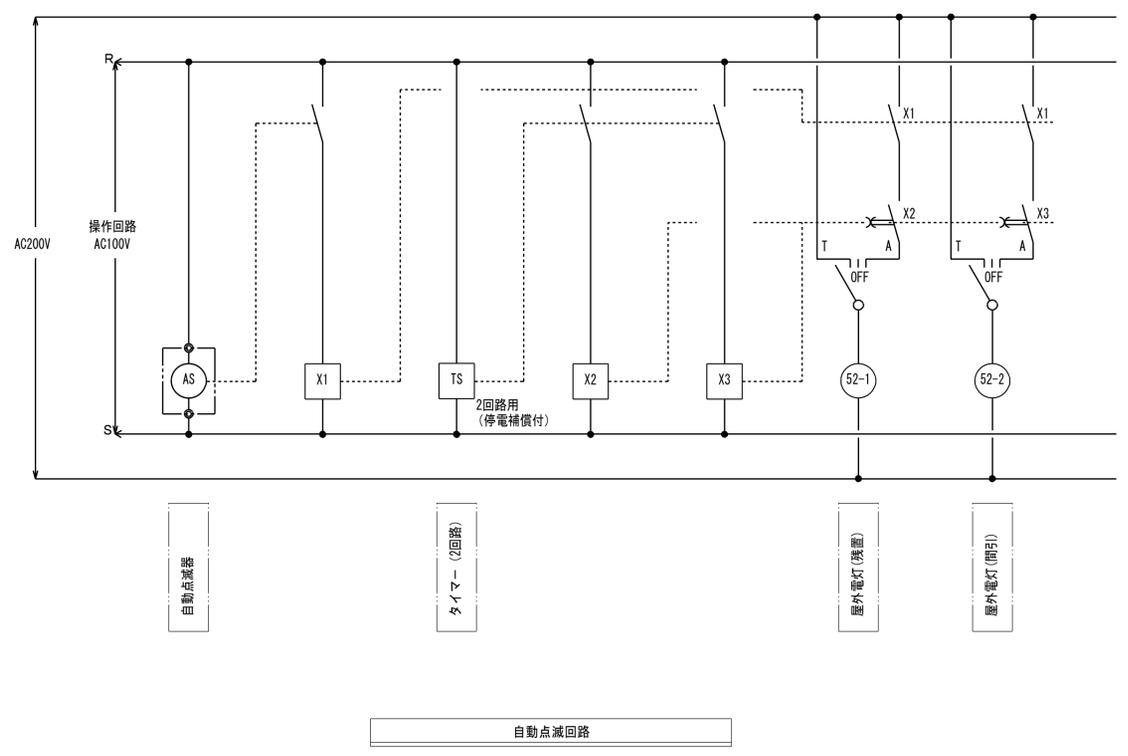 R
X1
X1
操作回路
AC100V
AC200V
X2
X3
T
A
T
A
OFF
OFF
AS
X1
TS
X2
X3
52-1
52-2
2回路用
(停電補償付)
S
自動点滅器
タイマー(2回路)
屋外電灯(残置)
屋外電灯(間引)
自動点滅回路